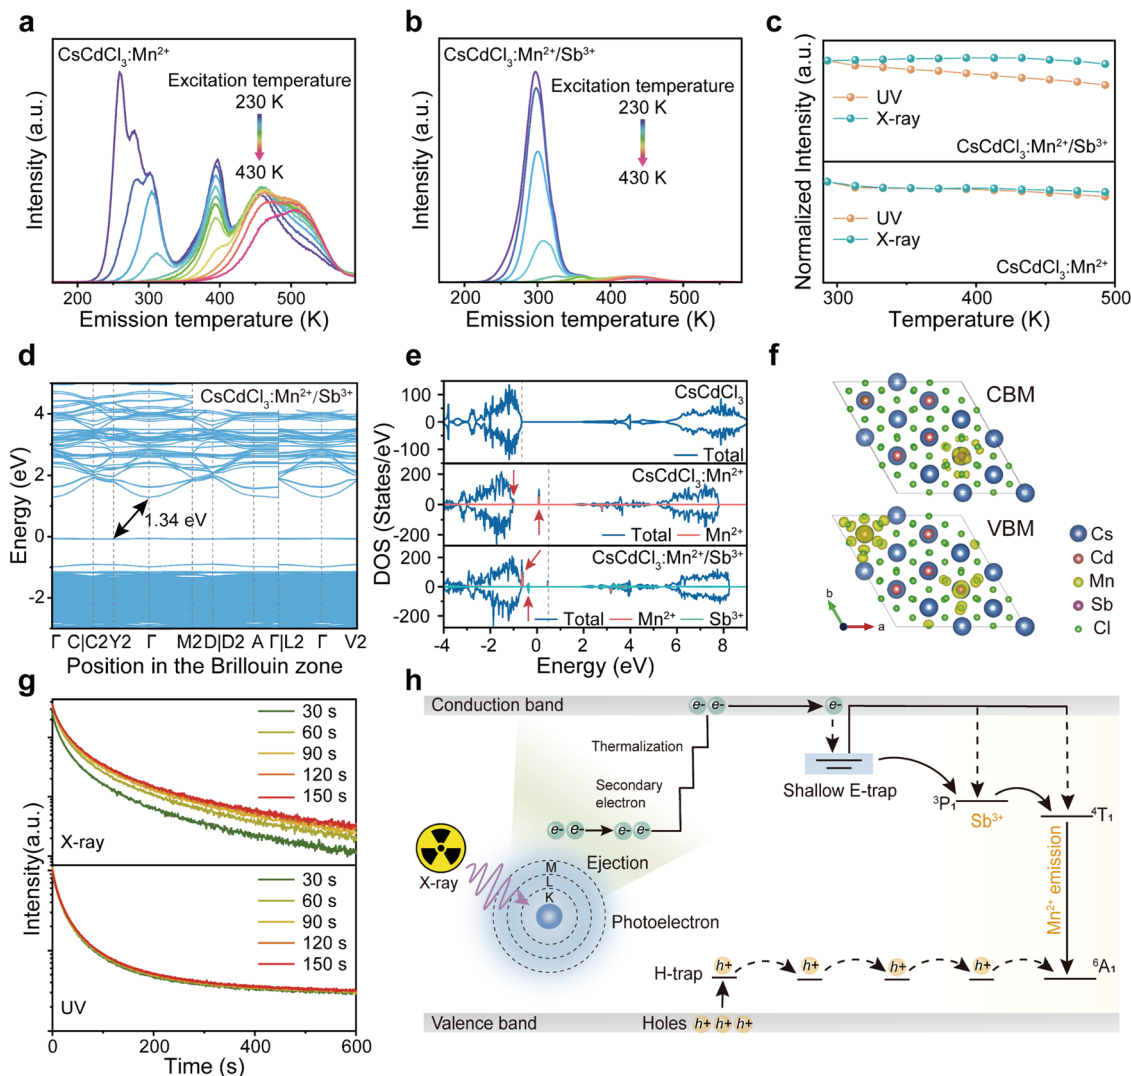 a
CsCdCl₃:Mn²⁺
Excitation temperature
230 K
430 K
Intensity (a.u.)
200 300 400 500
Emission temperature (K)
b
CsCdCl₃:Mn²⁺/Sb³⁺
Excitation temperature
230 K
430 K
Intensity (a.u.)
200 300 400 500
Emission temperature (K)
c
UV
X-ray
CsCdCl₃:Mn²⁺/Sb³⁺
UV
X-ray
CsCdCl₃:Mn²⁺
Normalized Intensity (a.u.)
300 400 500
Temperature (K)
d
CsCdCl₃:Mn²⁺/Sb³⁺
4
2
0
-2
Energy (eV)
1.34 eV
Γ C|C2Y2 Γ M2D|D2 A Γ|L2 Γ V2
Position in the Brillouin zone
e
DOS (States/eV)
100
0
-100
CsCdCl₃
Total
200
0
-200
CsCdCl₃:Mn²⁺
Total Mn²⁺
200
0
-200
CsCdCl₃:Mn²⁺/Sb³⁺
Total Mn²⁺ Sb³⁺
-4 -2 0 2 4 6 8
Energy (eV)
f
CBM
VBM
Cs
Cd
Mn
Sb
Cl
b
a
g
30 s
60 s
90 s
120 s
150 s
X-ray
30 s
60 s
90 s
120 s
150 s
UV
Intensity(a.u.)
0 200 400 600
Time (s)
h
Conduction band
e- e-
e-
Thermalization
Secondary
electron
Shallow E-trap
³P₁
Sb³⁺
⁴T₁
e- e-
e- e-
Ejection
X-ray
M
L
K
Photoelectron
Mn²⁺ emission
H-trap
h+
h+
h+
h+
⁶A₁
Valence band
Holes h+ h+ h+